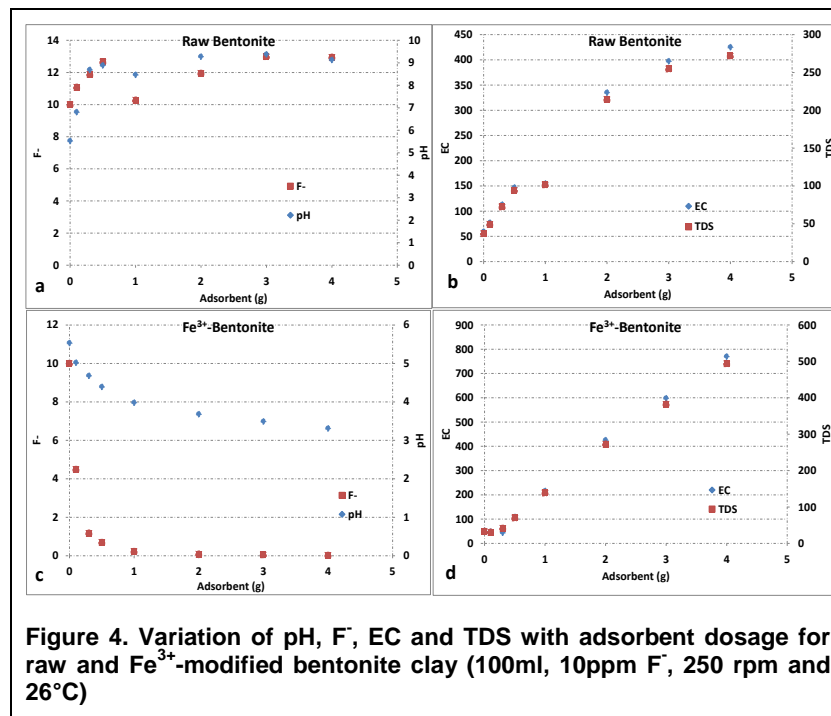 Raw Bentonite
14
12
10
8
6
4
2
0
10
9
8
7
6
5
4
3
2
1
0
F-
pH
F-
pH
0 1 2 3 4 5
Adsorbent (g)
a
Raw Bentonite
450
400
350
300
250
200
150
100
50
0
300
250
200
150
100
50
0
EC
TDS
EC
TDS
0 1 2 3 4 5
Adsorbent (g)
b
Fe³⁺-Bentonite
12
10
8
6
4
2
0
6
5
4
3
2
1
0
F-
pH
F-
pH
0 1 2 3 4 5
Adsorbent (g)
c
Fe³⁺-Bentonite
900
800
700
600
500
400
300
200
100
0
600
500
400
300
200
100
0
EC
TDS
EC
TDS
0 1 2 3 4 5
Adsorbent (g)
d
Figure 4. Variation of pH, F⁻, EC and TDS with adsorbent dosage for
raw and Fe³⁺-modified bentonite clay (100ml, 10ppm F⁻, 250 rpm and
26°C)